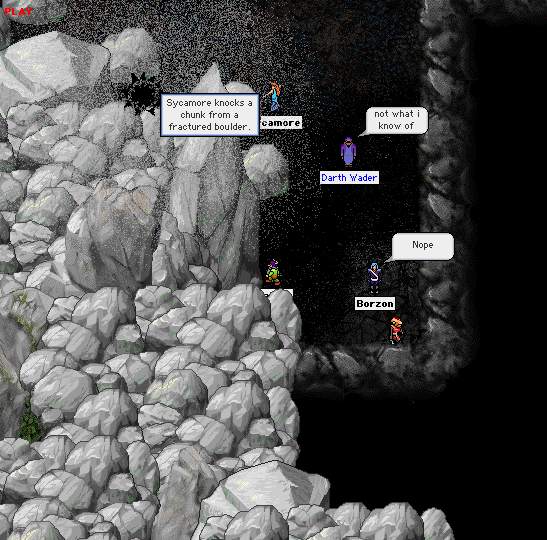 PLAY
Sycamore knocks a
chunk from a
fractured boulder.
camore
not what i
know of
Darth Wader
Nope
Borzon